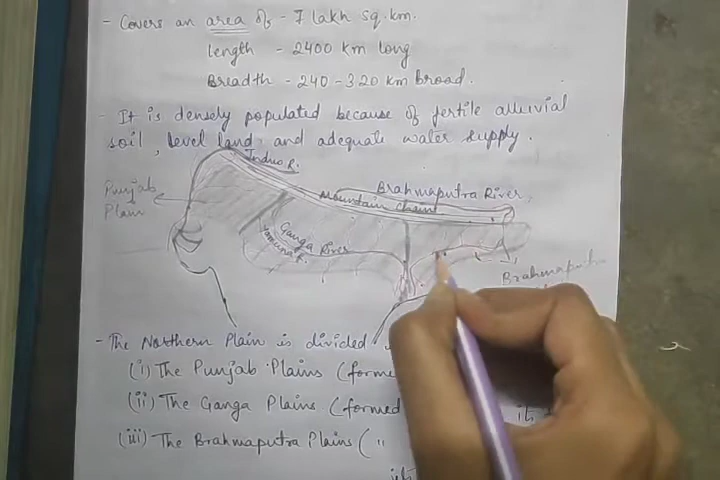 - Covers an area of - 7 lakh sq. km.
Length - 2400 km long
Breadth - 240 - 320 km broad.
- It is densely populated because of fertile alluvial
soil, level land and adequate water supply.
Indus R.
Punjab
Plain
Brahmaputra River
Mountain Chain
Ganga River
Yamuna R.
Brahmaputra
- The Northern Plain is divided
(i) The Punjab Plains (forme
(ii) The Ganga Plains (formed its
(iii) The Brahmaputra Plains ( "
its